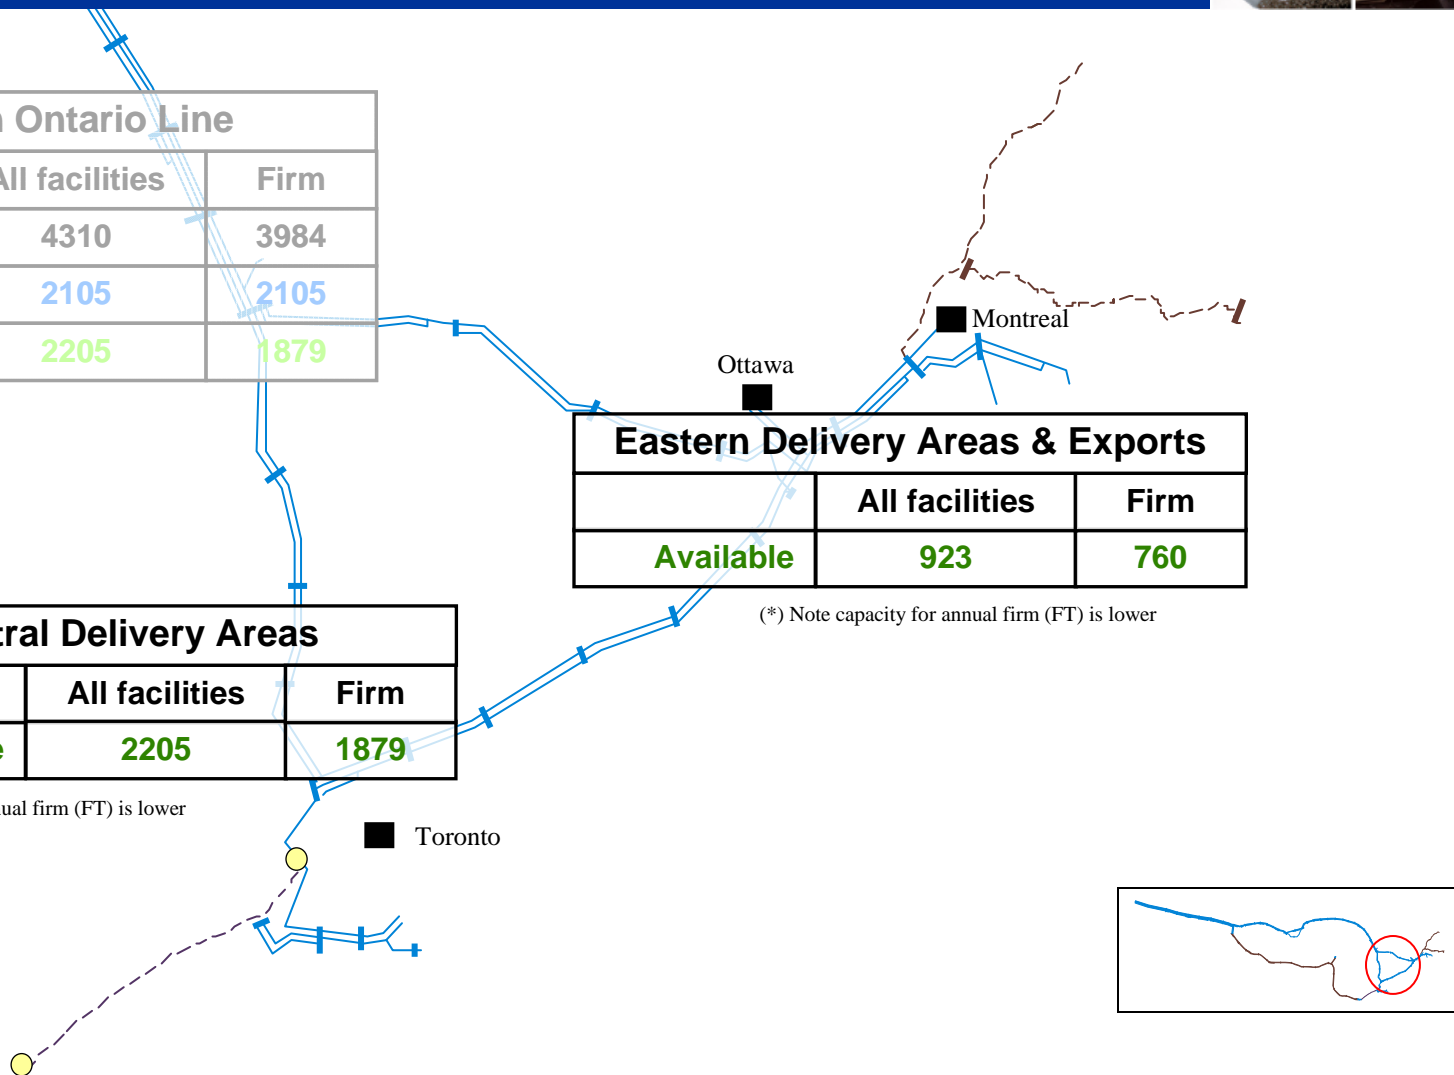 Ontario Line
All facilities Firm
4310 3984
2105 2105
2205 1879
Montreal
Ottawa
Eastern Delivery Areas & Exports
All facilities Firm
Available 923 760
(*) Note capacity for annual firm (FT) is lower
tral Delivery Areas
All facilities Firm
e 2205 1879
ual firm (FT) is lower
Toronto